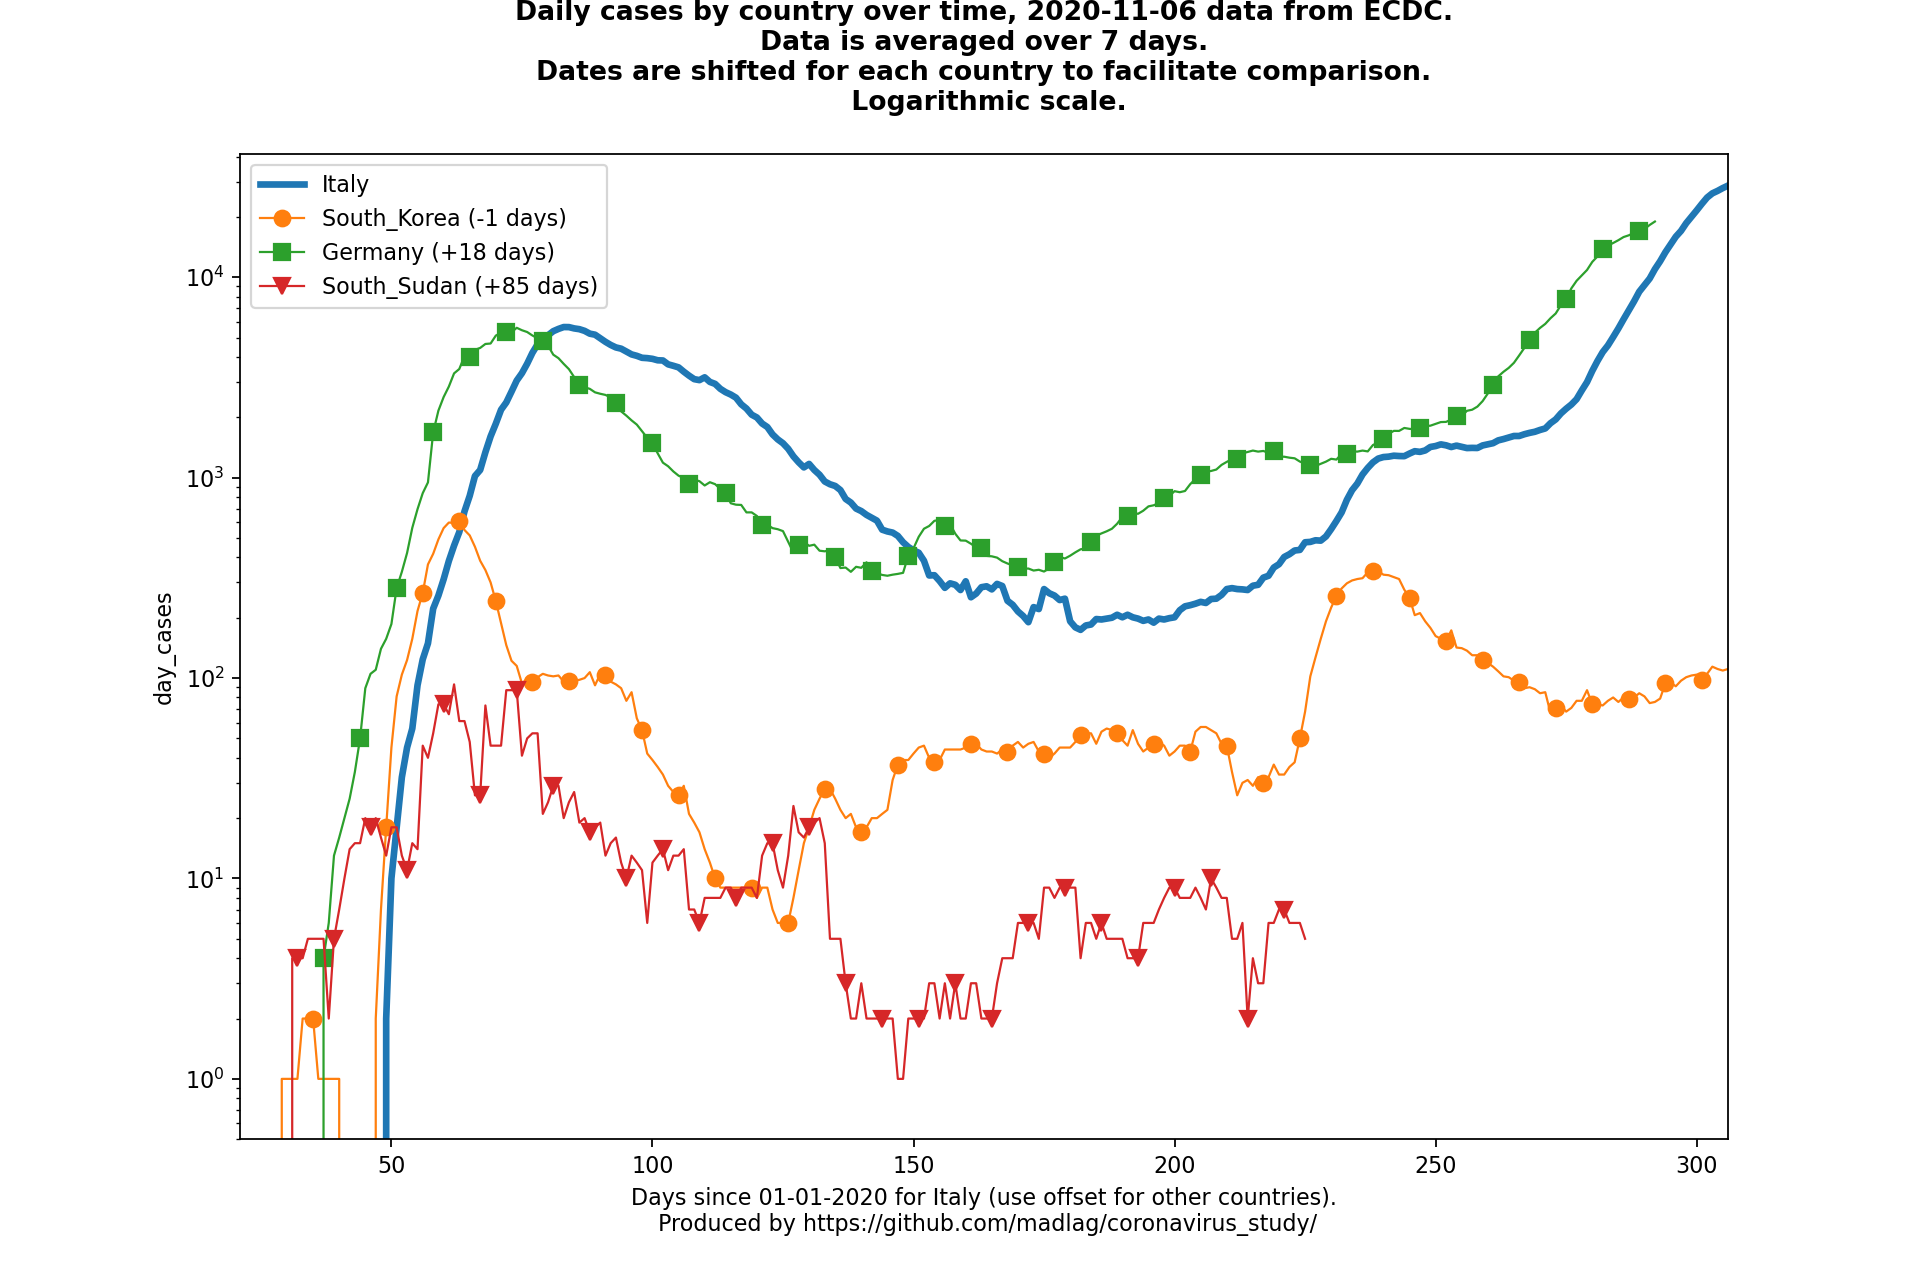 Daily cases by country over time, 2020-11-06 data from ECDC.
Data is averaged over 7 days.
Dates are shifted for each country to facilitate comparison.
Logarithmic scale.
Italy
South_Korea (-1 days)
Germany (+18 days)
South_Sudan (+85 days)
day_cases
10⁴
10³
10²
10¹
10⁰
50 100 150 200 250 300
Days since 01-01-2020 for Italy (use offset for other countries).
Produced by https://github.com/madlag/coronavirus_study/